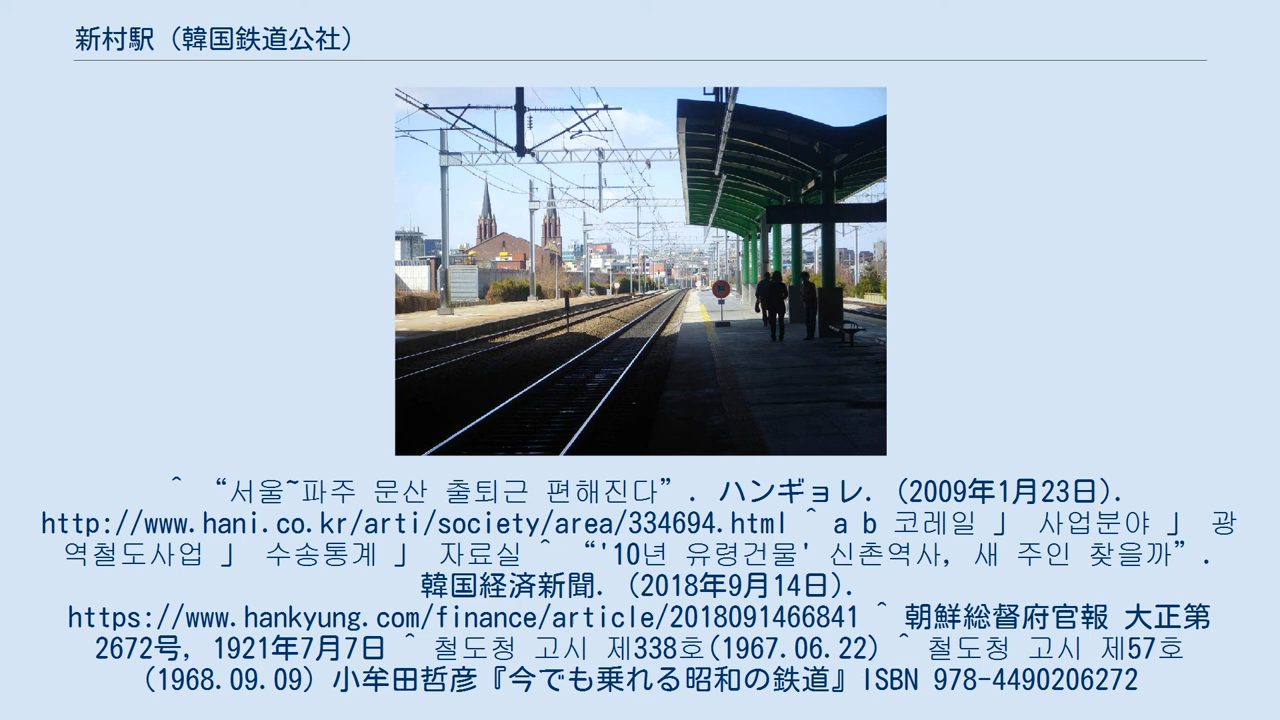 新村駅（韓国鉄道公社）
^ “서울~파주 문산 출퇴근 편해진다”. ハンギョレ. (2009年1月23日).
http://www.hani.co.kr/arti/society/area/334694.html ^ a b 코레일 」 사업분야 」 광
역철도사업 」 수송통계 」 자료실 ^ “'10년 유령건물' 신촌역사, 새 주인 찾을까”.
韓国経済新聞. (2018年9月14日).
https://www.hankyung.com/finance/article/2018091466841 ^ 朝鮮総督府官報 大正第
2672号, 1921年7月7日 ^ 철도청 고시 제338호(1967.06.22) ^ 철도청 고시 제57호
(1968.09.09) 小牟田哲彦『今でも乗れる昭和の鉄道』ISBN 978-4490206272